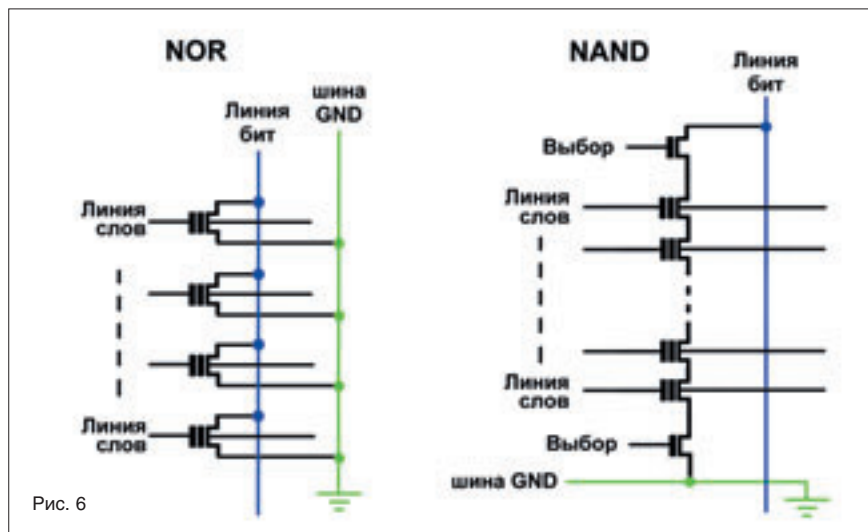 NOR
Линия
бит
шина
GND
Линия
слов
Линия
слов
NAND
Линия
бит
Выбор
Линия
слов
Линия
слов
Выбор
шина GND
Рис. 6